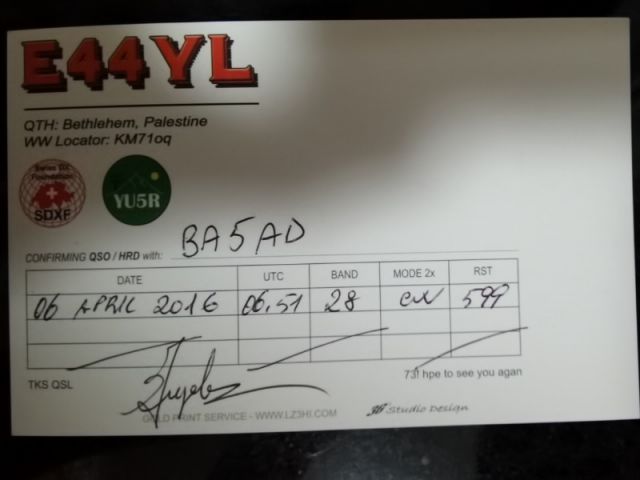 E44YL
QTH: Bethlehem, Palestine
WW Locator: KM71oq
Swiss DX
Foundation
SDXF
YU5R
CONFIRMING QSO / HRD with: BA5AD
DATE UTC BAND MODE 2x RST
06 APRIL 2016 06.51 28 CW 599
TKS QSL
73! hpe to see you agan
GOLD PRINT SERVICE - WWW.LZ3HI.COM
Studio Design